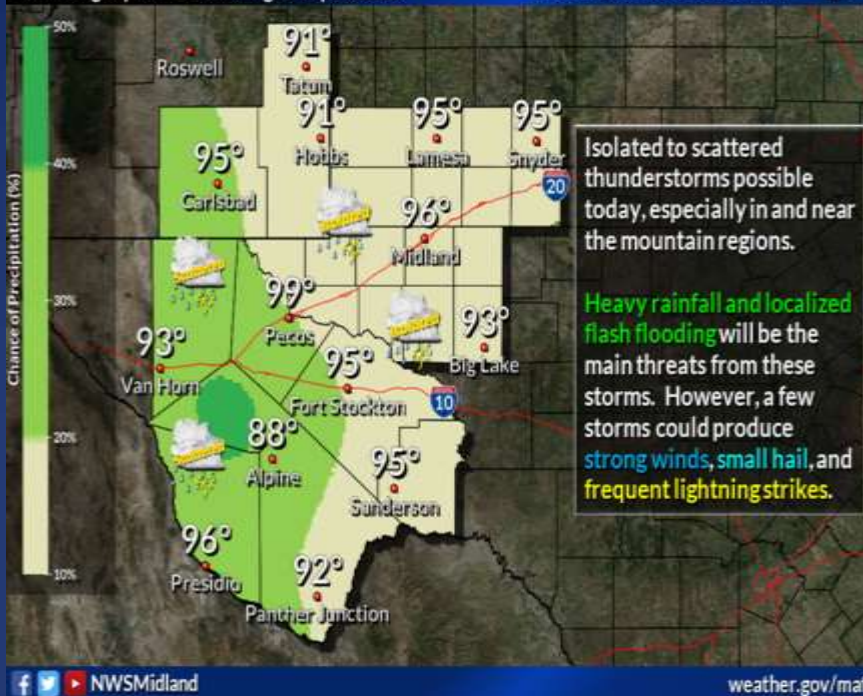 50%
40%
30%
20%
10%
Chance of Precipitation (%)
Roswell
91°
Tatum
91°
Hobbs
95°
Lamesa
95°
Snyder
95°
Carlsbad
20
96°
Midland
99°
Pecos
93°
Van Horn
93°
Big Lake
95°
Fort Stockton
10
88°
Alpine
95°
Sanderson
96°
Presidio
92°
Panther Junction
Scattered
Isolated
Isolated
Scattered
Isolated to scattered
thunderstorms possible
today, especially in and near
the mountain regions.
Heavy rainfall and localized
flash flooding will be the
main threats from these
storms. However, a few
storms could produce
strong winds, small hail, and
frequent lightning strikes.
NWSMidland
weather.gov/ma